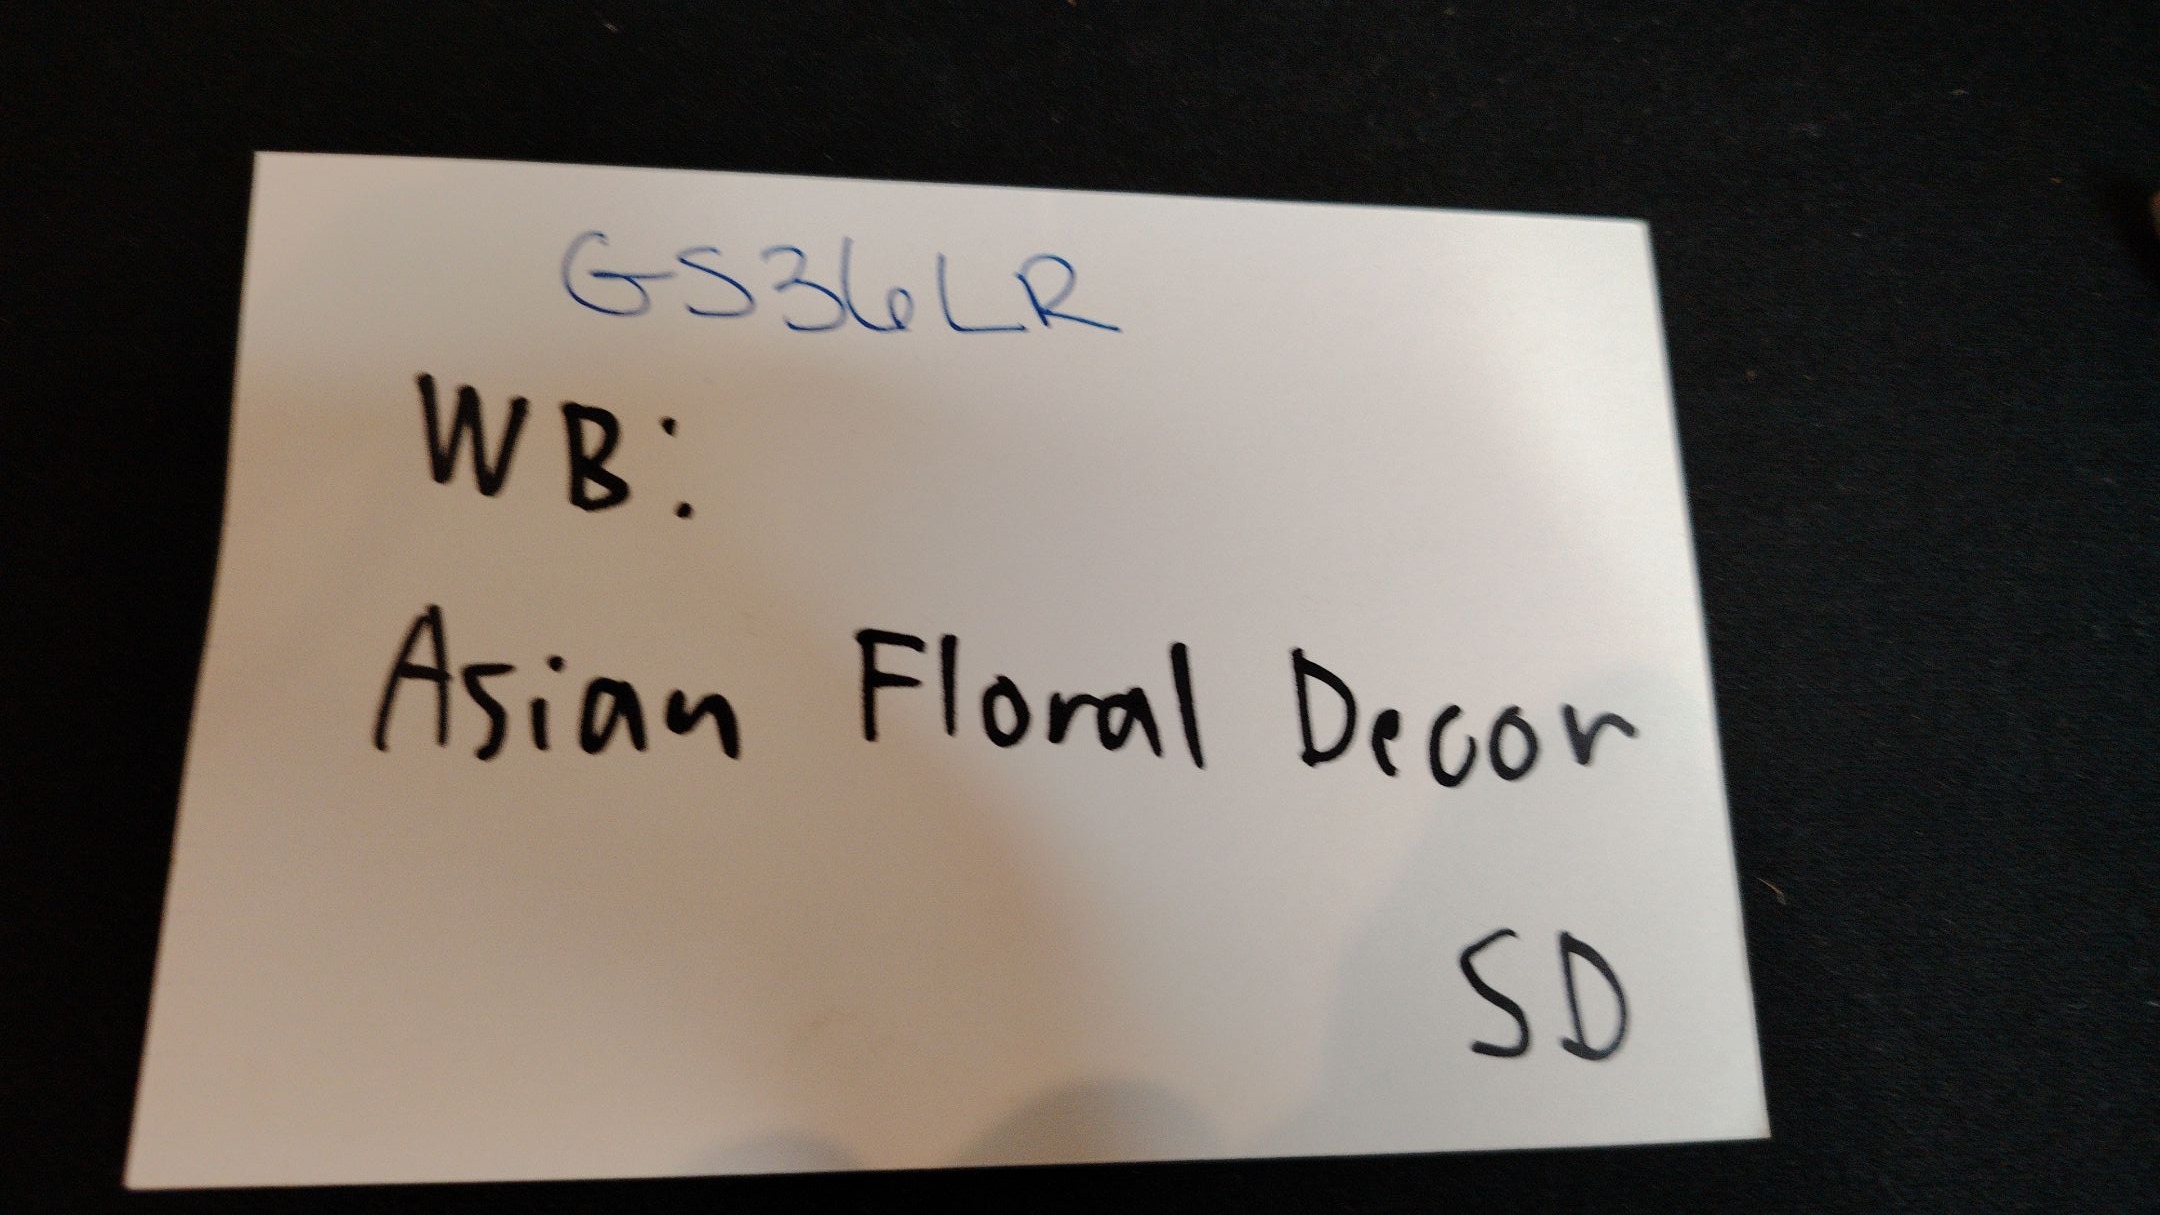 GS36LR
WB:
Asian Floral Decor
SD